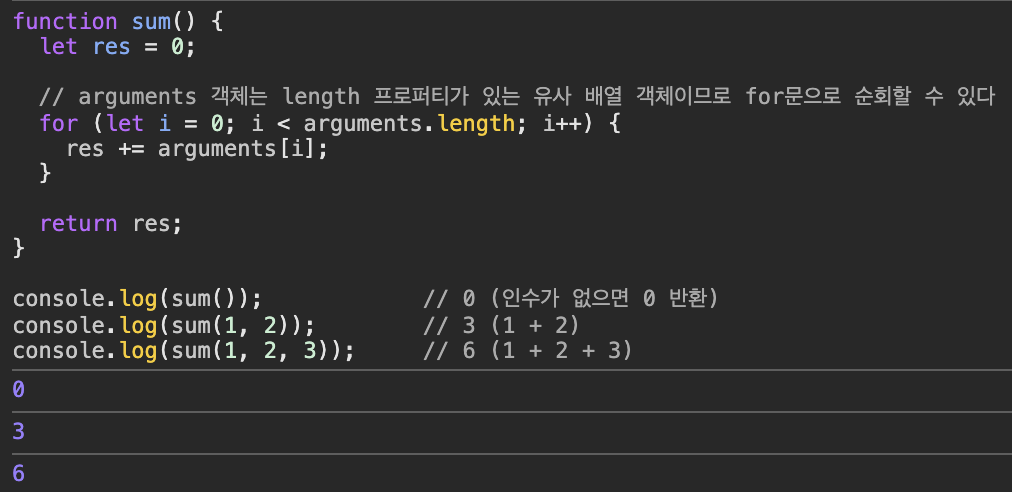 function sum() {
  let res = 0;
  // arguments 객체는 length 프로퍼티가 있는 유사 배열 객체이므로 for문으로 순회할 수 있다
  for (let i = 0; i < arguments.length; i++) {
    res += arguments[i];
  }
  return res;
}
console.log(sum());            // 0 (인수가 없으면 0 반환)
console.log(sum(1, 2));        // 3 (1 + 2)
console.log(sum(1, 2, 3));     // 6 (1 + 2 + 3)
0
3
6